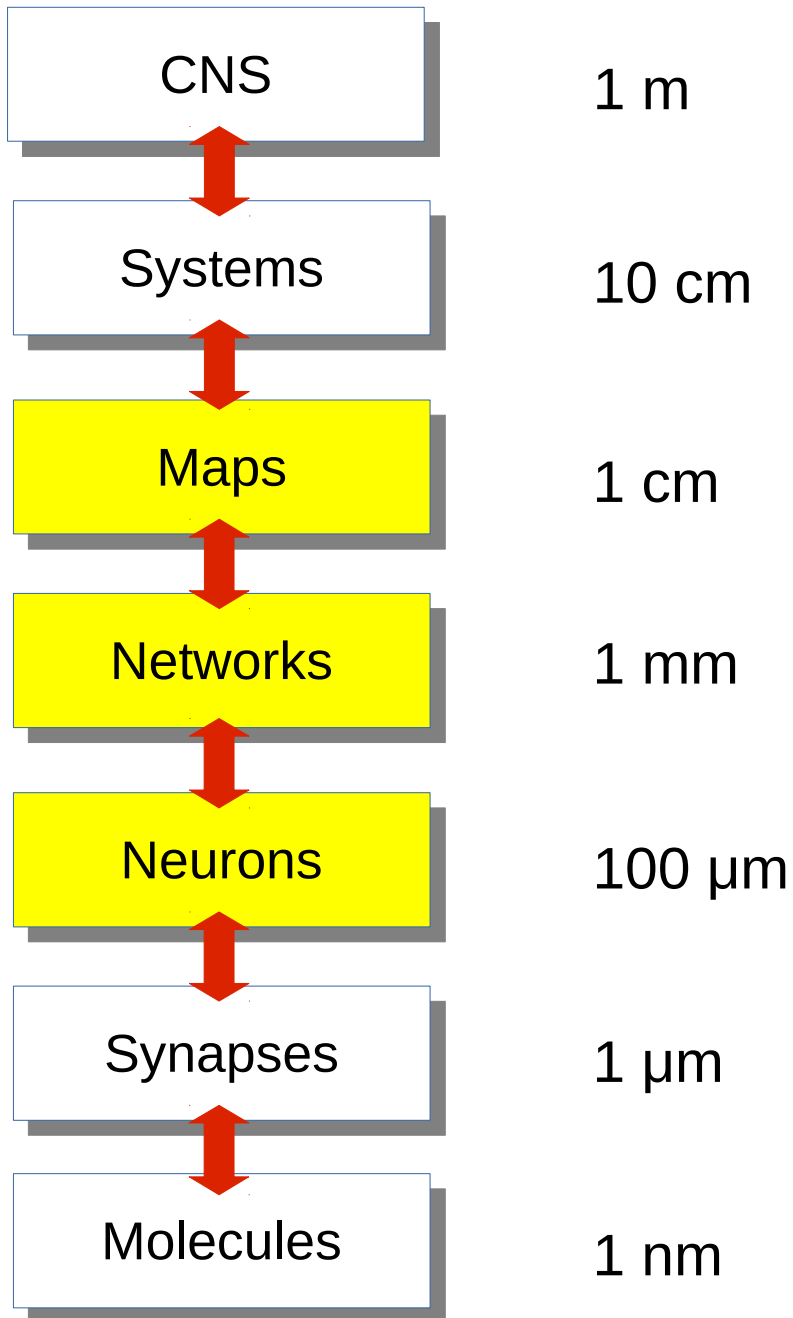 CNS
1 m
Systems
10 cm
Maps
1 cm
Networks
1 mm
Neurons
100 µm
Synapses
1 µm
Molecules
1 nm